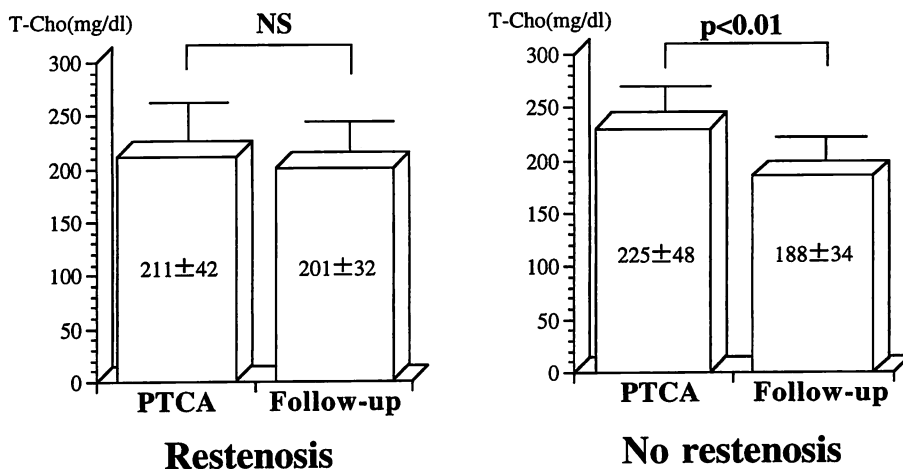 T-Cho(mg/dl)
NS
300
250
200
150
100
50
0
211±42
201±32
PTCA
Follow-up
Restenosis
T-Cho(mg/dl)
p<0.01
300
250
200
150
100
50
0
225±48
188±34
PTCA
Follow-up
No restenosis